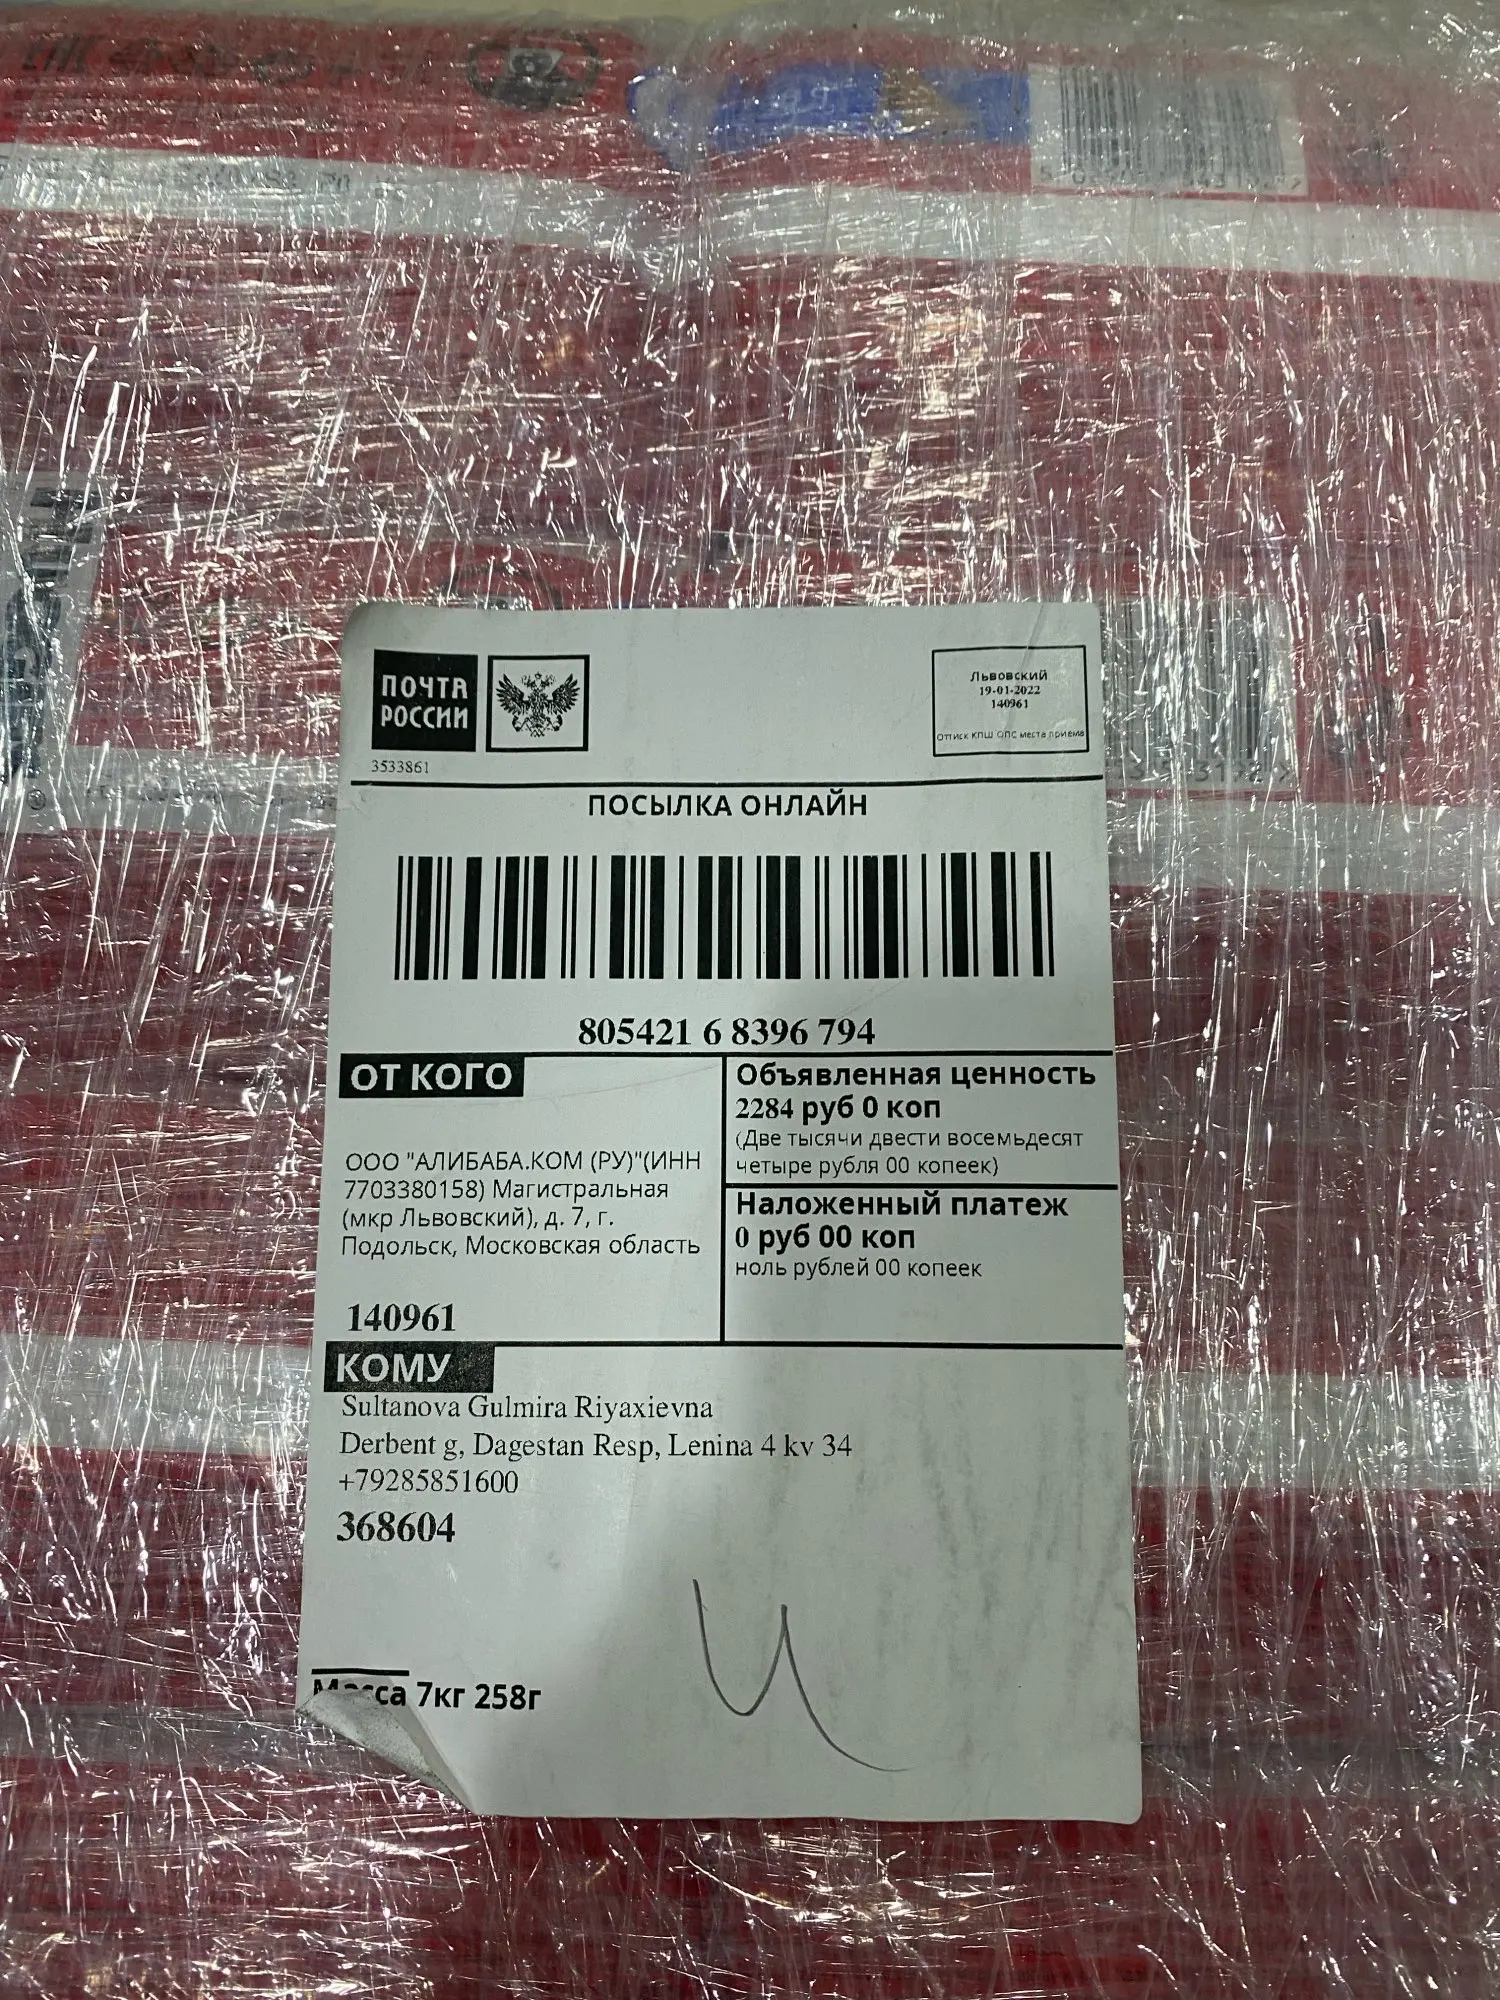 ПОЧТА
РОССИИ
3533861
Львовский
19-01-2022
140961
Оттиск КПШ ОПС места приема
ПОСЫЛКА ОНЛАЙН
805421 6 8396 794
ОТ КОГО
ООО "АЛИБАБА.КОМ (РУ)"(ИНН
7703380158) Магистральная
(мкр Львовский), д. 7, г.
Подольск, Московская область
140961
Объявленная ценность
2284 руб 0 коп
(Две тысячи двести восемьдесят
четыре рубля 00 копеек)
Наложенный платеж
0 руб 00 коп
ноль рублей 00 копеек
КОМУ
Sultanova Gulmira Riyaxievna
Derbent g, Dagestan Resp, Lenina 4 kv 34
+79285851600
368604
Масса 7кг 258г